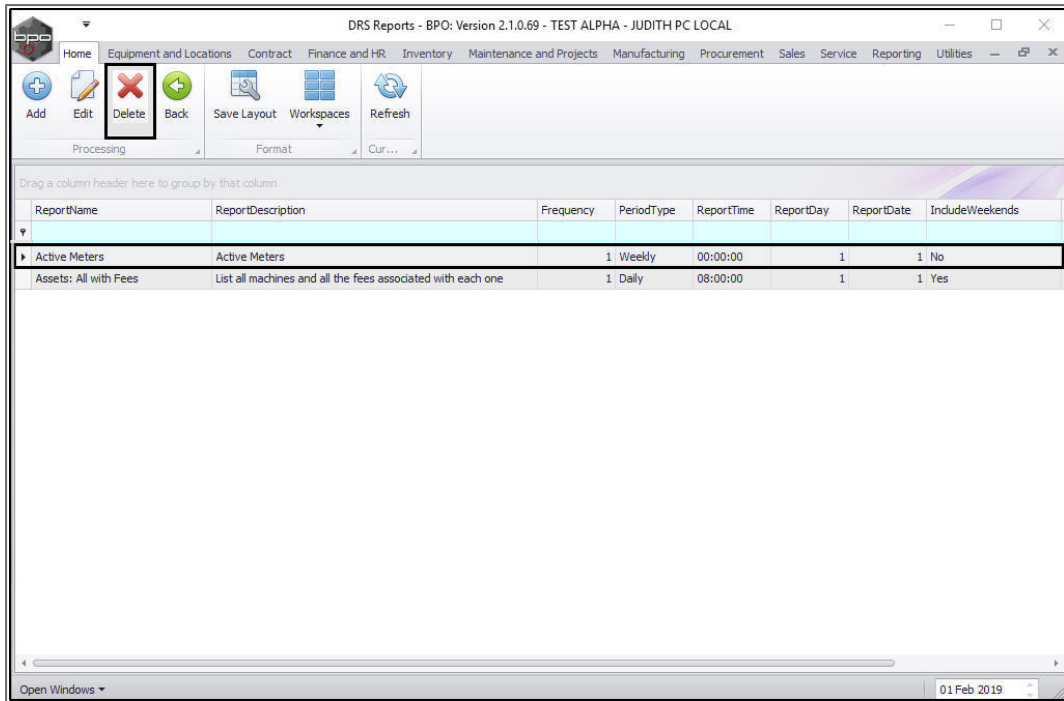 DRS Reports - BPO: Version 2.1.0.69 - TEST ALPHA - JUDITH PC LOCAL
bpo
Home Equipment and Locations Contract Finance and HR Inventory Maintenance and Projects Manufacturing Procurement Sales Service Reporting Utilities
Add Edit Delete Back Save Layout Workspaces Refresh
Processing Format Cur...
Drag a column header here to group by that column
ReportName ReportDescription Frequency PeriodType ReportTime ReportDay ReportDate IncludeWeekends
Active Meters Active Meters 1 Weekly 00:00:00 1 1 No
Assets: All with Fees List all machines and all the fees associated with each one 1 Daily 08:00:00 1 1 Yes
Open Windows 01 Feb 2019